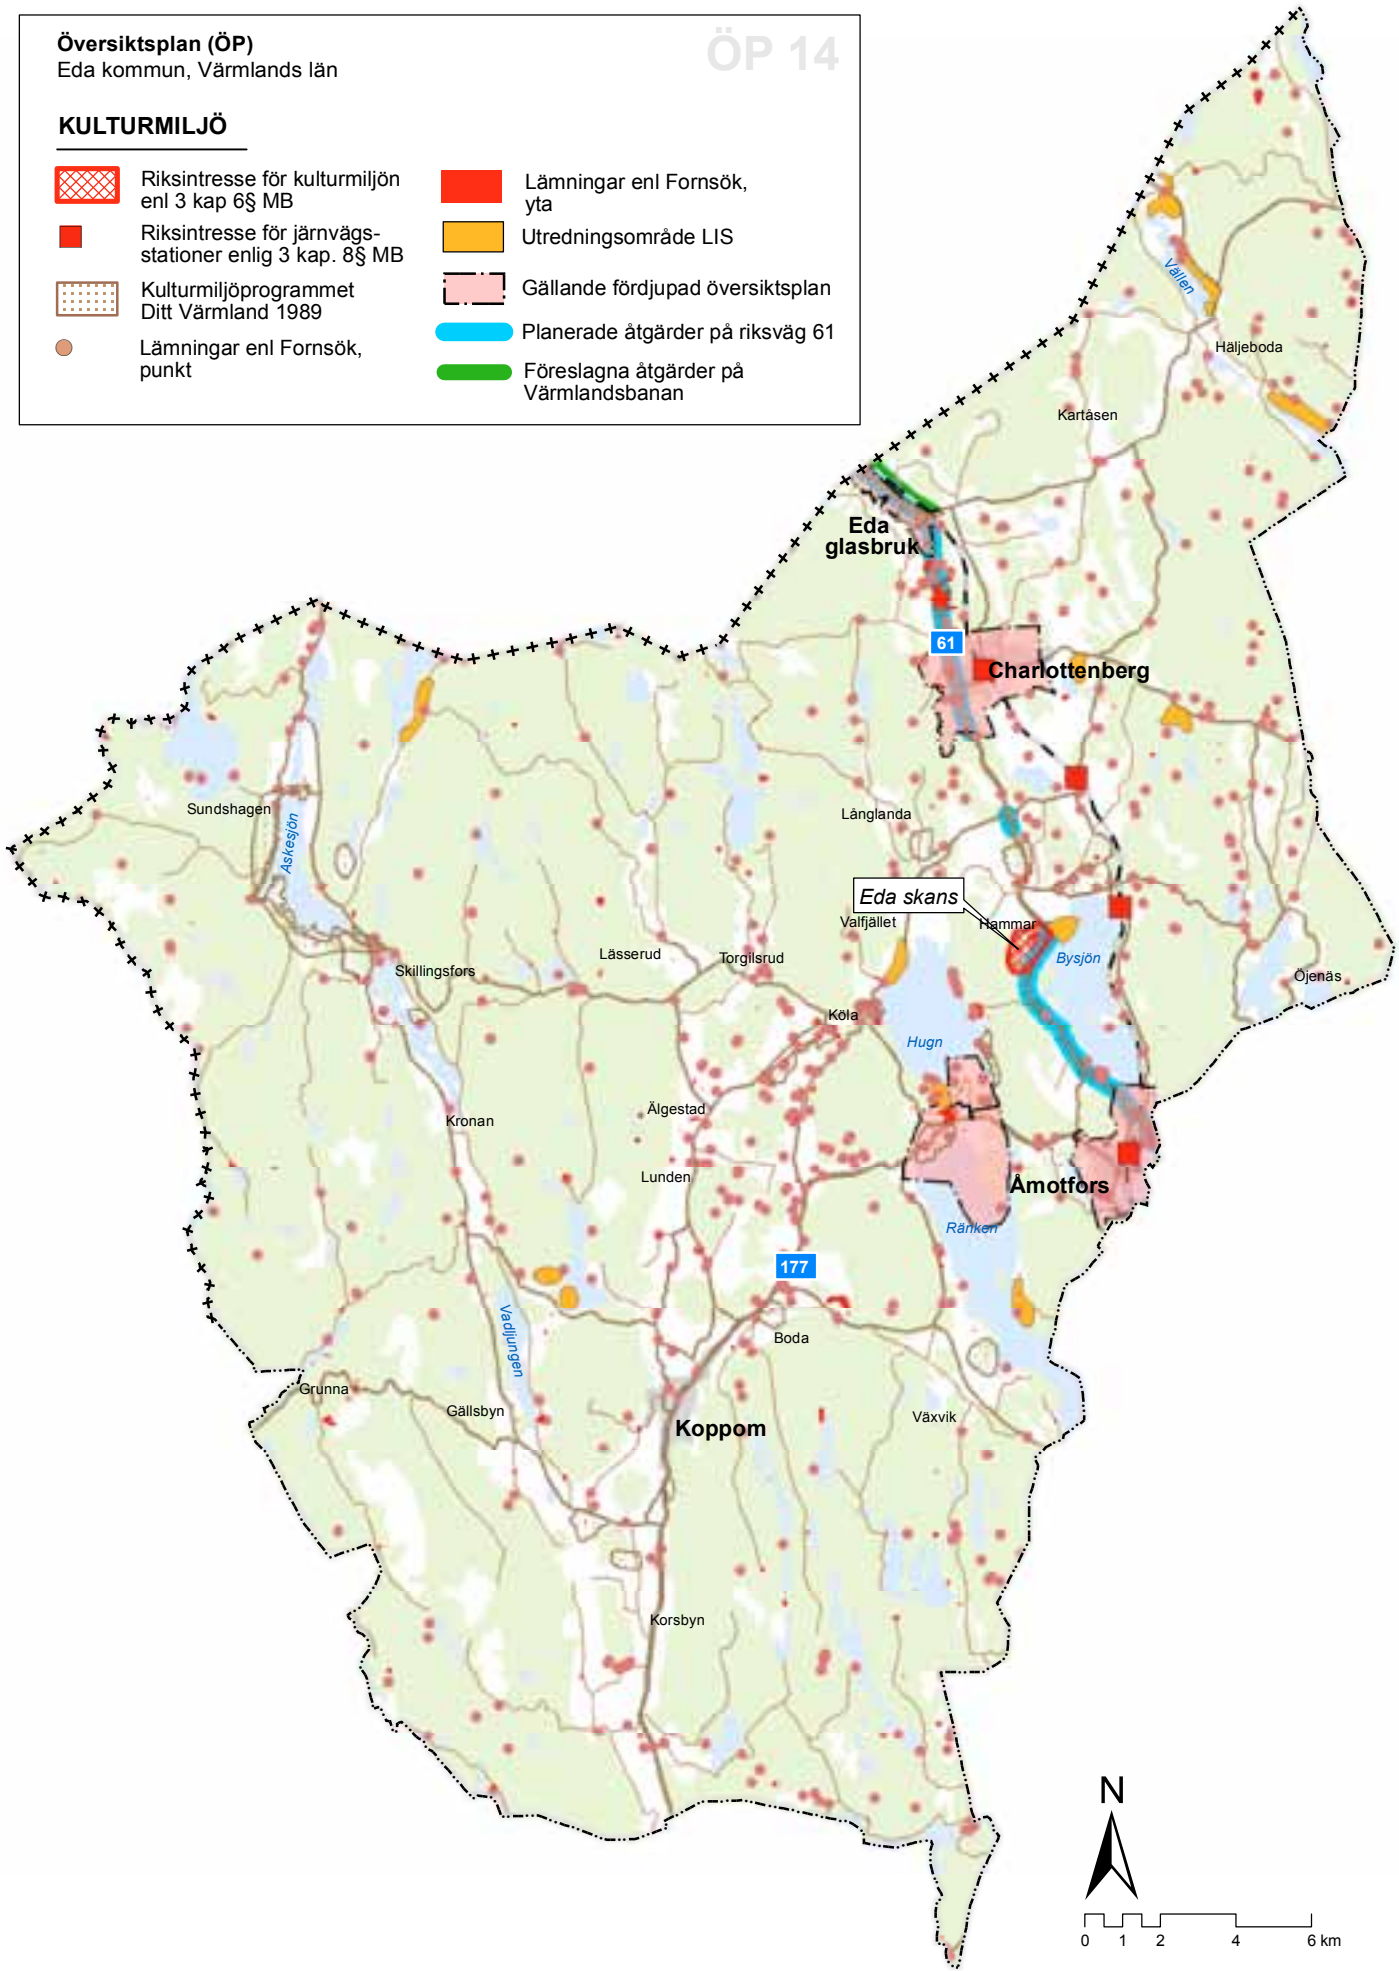 Översiktsplan (ÖP)
Eda kommun, Värmlands län
ÖP 14
KULTURMILJÖ
Riksintresse för kulturmiljön
enl 3 kap 6§ MB
Riksintresse för järnvägs-
stationer enlig 3 kap. 8§ MB
Kulturmiljöprogrammet
Ditt Värmland 1989
Lämningar enl Fornsök,
punkt
Lämningar enl Fornsök,
yta
Utredningsområde LIS
Gällande fördjupad översiktsplan
Planerade åtgärder på riksväg 61
Föreslagna åtgärder på
Värmlandsbanan
Vällen
Häljeboda
Kartåsen
Eda
glasbruk
61
Charlottenberg
Sundshagen
Askesjön
Långlanda
Eda skans
Valfjället
Hammar
Bysjön
Lässerud
Torgilsrud
Skillingsfors
Öjenäs
Köla
Hugn
Älgestad
Kronan
Lunden
Åmotfors
Ränken
177
Vadljungen
Boda
Grunna
Gällsbyn
Växvik
Koppom
Korsbyn
N
0 1 2 4 6 km